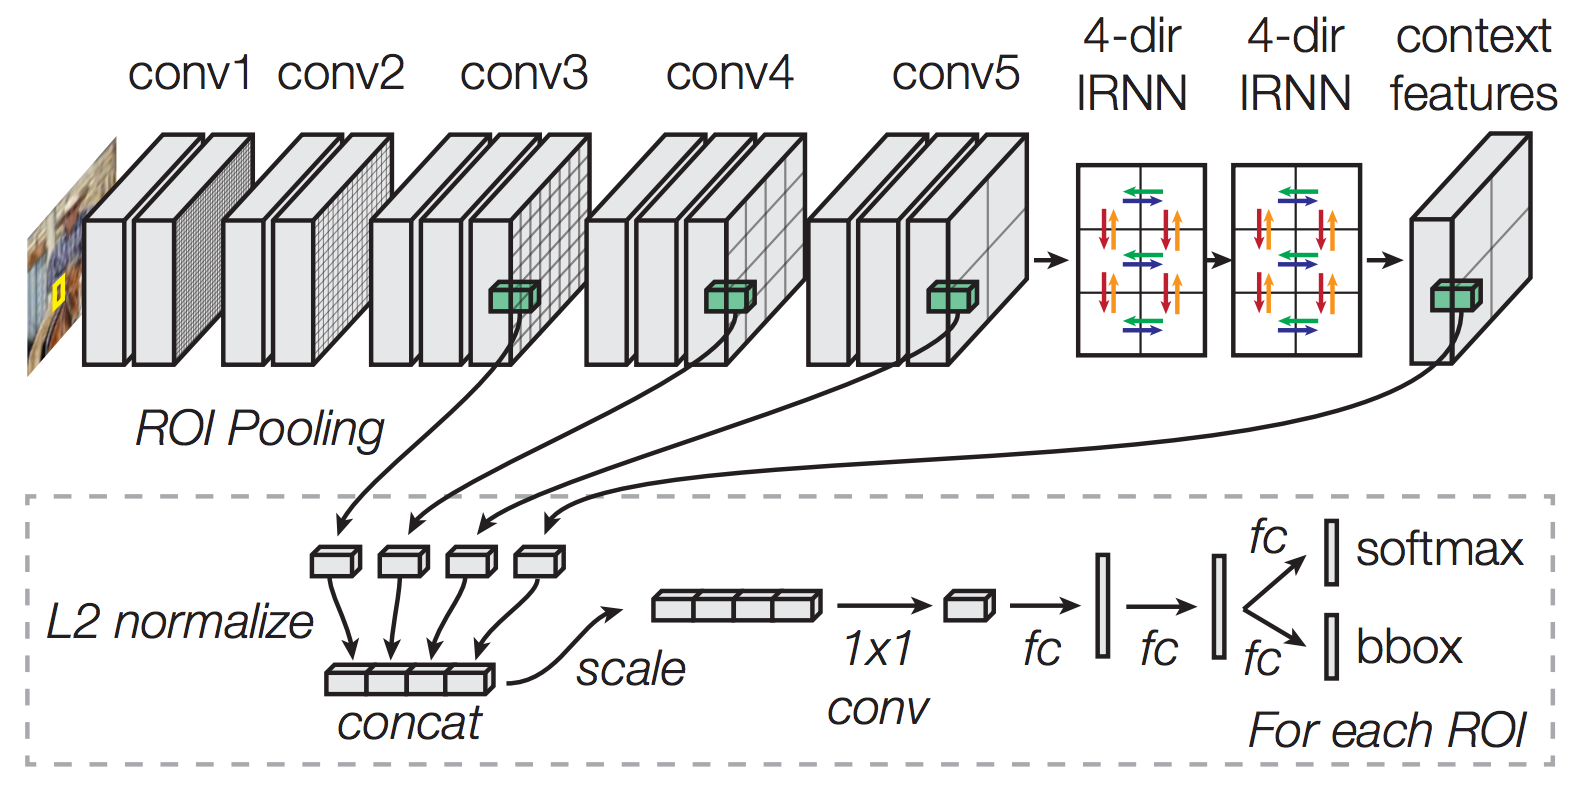 conv1
conv2
conv3
conv4
conv5
4-dir
IRNN
4-dir
IRNN
context
features
ROI Pooling
L2 normalize
concat
scale
1x1
conv
fc
fc
fc
fc
softmax
bbox
For each ROI